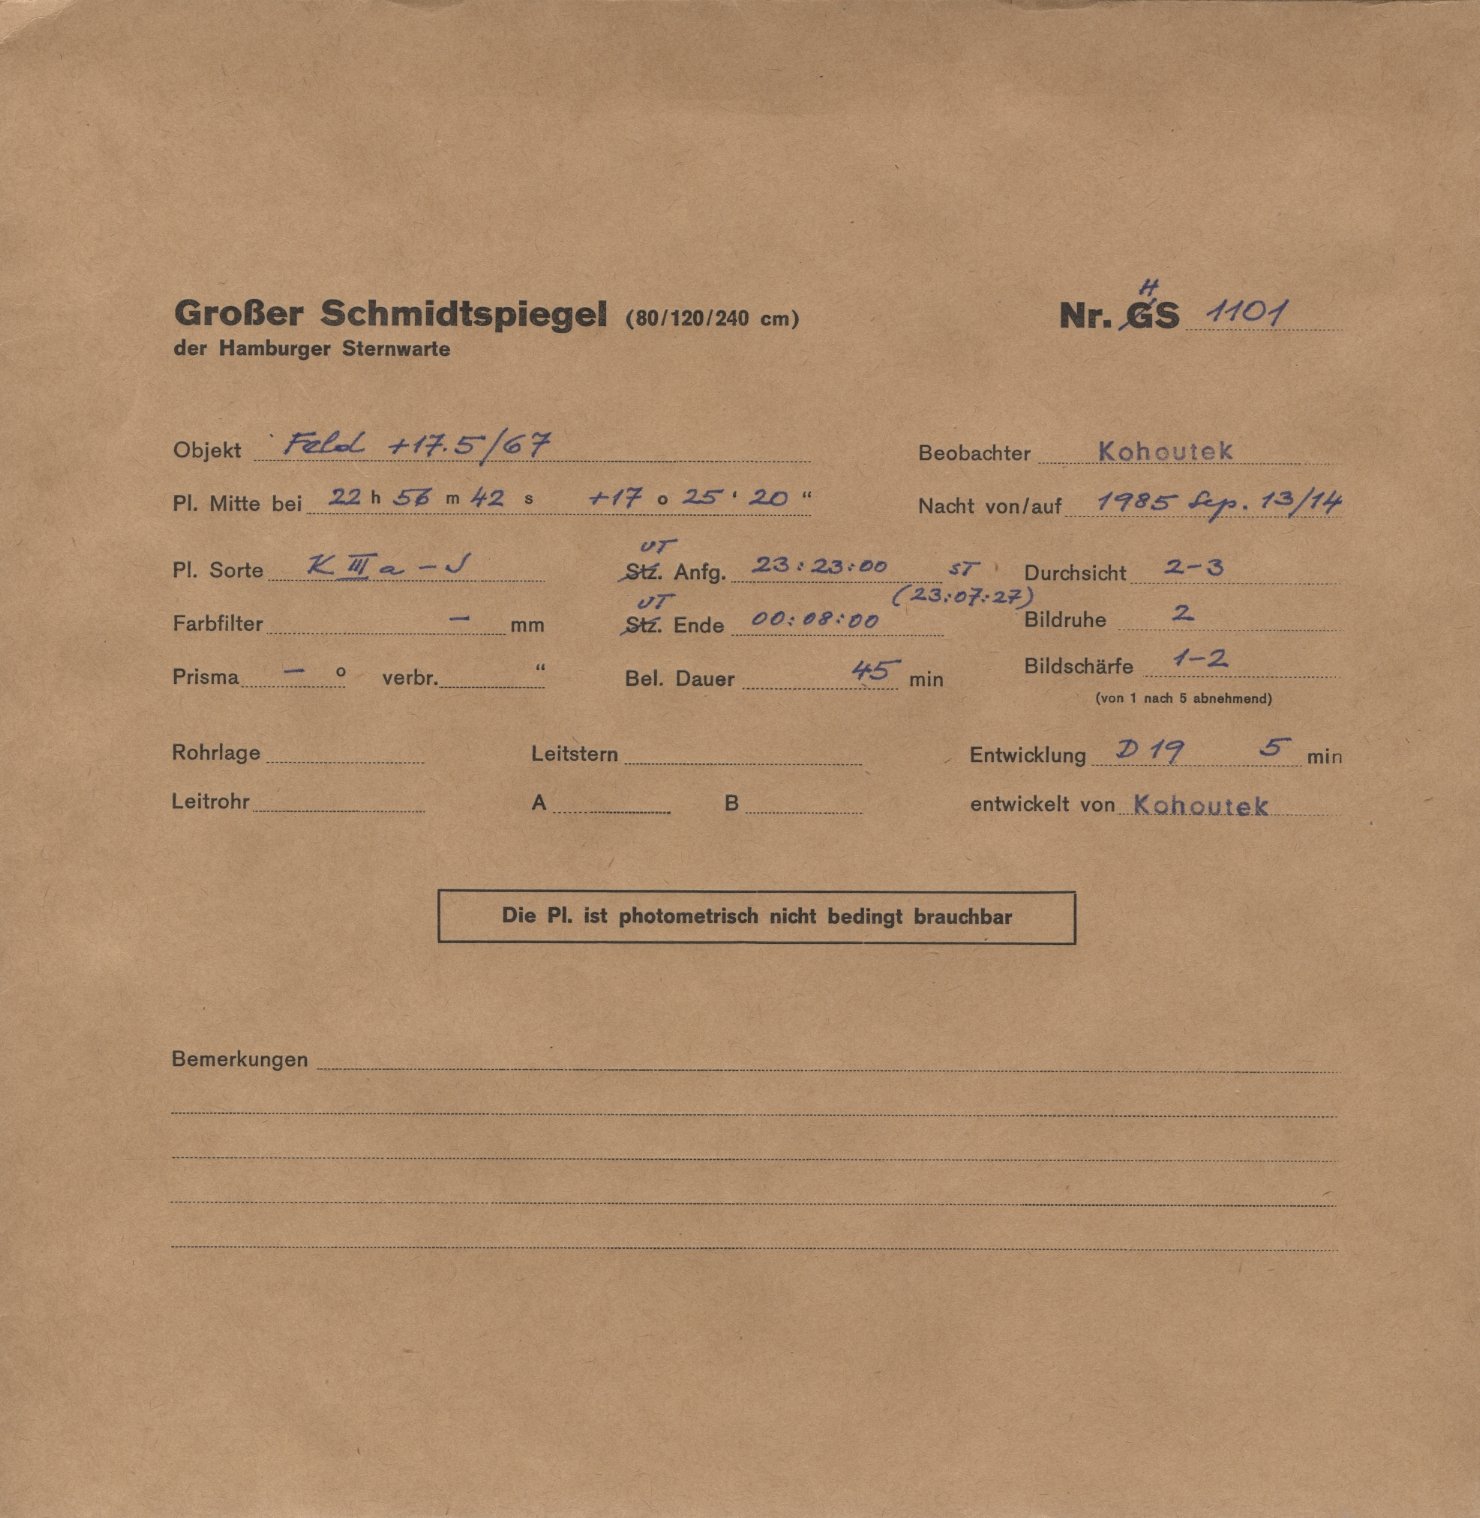 Großer Schmidtspiegel (80/120/240 cm) Nr. GS H 1101
der Hamburger Sternwarte
Objekt Feld +17.5/67 Beobachter Kohoutek
Pl. Mitte bei 22 h 56 m 42 s +17 o 25 ' 20 “ Nacht von/auf 1985 Sep. 13/14
Pl. Sorte K III a - J Stz. UT Anfg. 23:23:00 ST (23:07:27) Durchsicht 2-3
Farbfilter — mm Stz. UT Ende 00:08:00 Bildruhe 2
Prisma — o verbr. “ Bel. Dauer 45 min Bildschärfe 1-2
(von 1 nach 5 abnehmend)
Rohrlage Leitstern Entwicklung D 19 5 min
Leitrohr A B entwickelt von Kohoutek
Die Pl. ist photometrisch nicht bedingt brauchbar
Bemerkungen